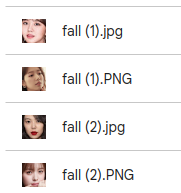 fall (1).jpg
fall (1).PNG
fall (2).jpg
fall (2).PNG